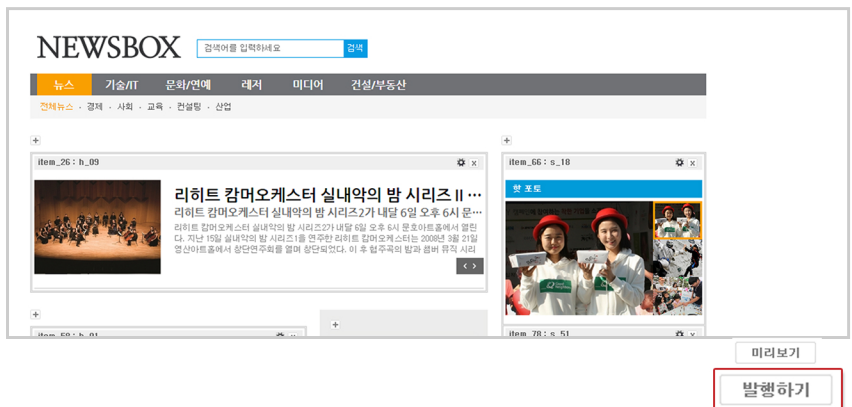 NEWSBOX
검색어를 입력하세요
검색
뉴스 기술/IT 문화/연예 레저 미디어 건설/부동산
전체뉴스 · 경제 · 사회 · 교육 · 컨설팅 · 산업
item_26 : h_09
x
리히트 캄머오케스터 실내악의 밤 시리즈 II ···
리히트 캄머오케스터 실내악의 밤 시리즈2가 내달 6일 오후 6시 문···
리히트 캄머오케스터 실내악의 밤 시리즈2가 내달 6일 오후 6시 문호아트홀에서 열린
다. 지난 15일 실내악의 밤 시리즈1을 연주한 리히트 캄머오케스터는 2008년 3월 21일
영산아트홀에서 창단연주회를 열며 창단되었다. 이 후 협주곡의 밤과 쳄버 뮤직 시리
item_66 : s_18
x
핫 포토
item_58 : h_01
x
item_78 : s_51
x
미리보기
발행하기